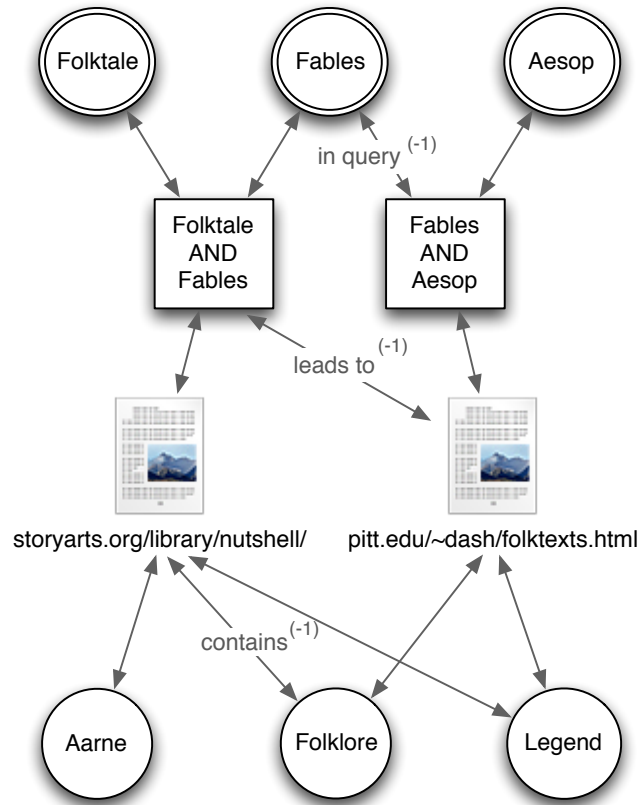 Folktale
Fables
Aesop
in query (-1)
Folktale
AND
Fables
Fables
AND
Aesop
leads to (-1)
storyarts.org/library/nutshell/
pitt.edu/~dash/folktexts.html
contains (-1)
Aarne
Folklore
Legend